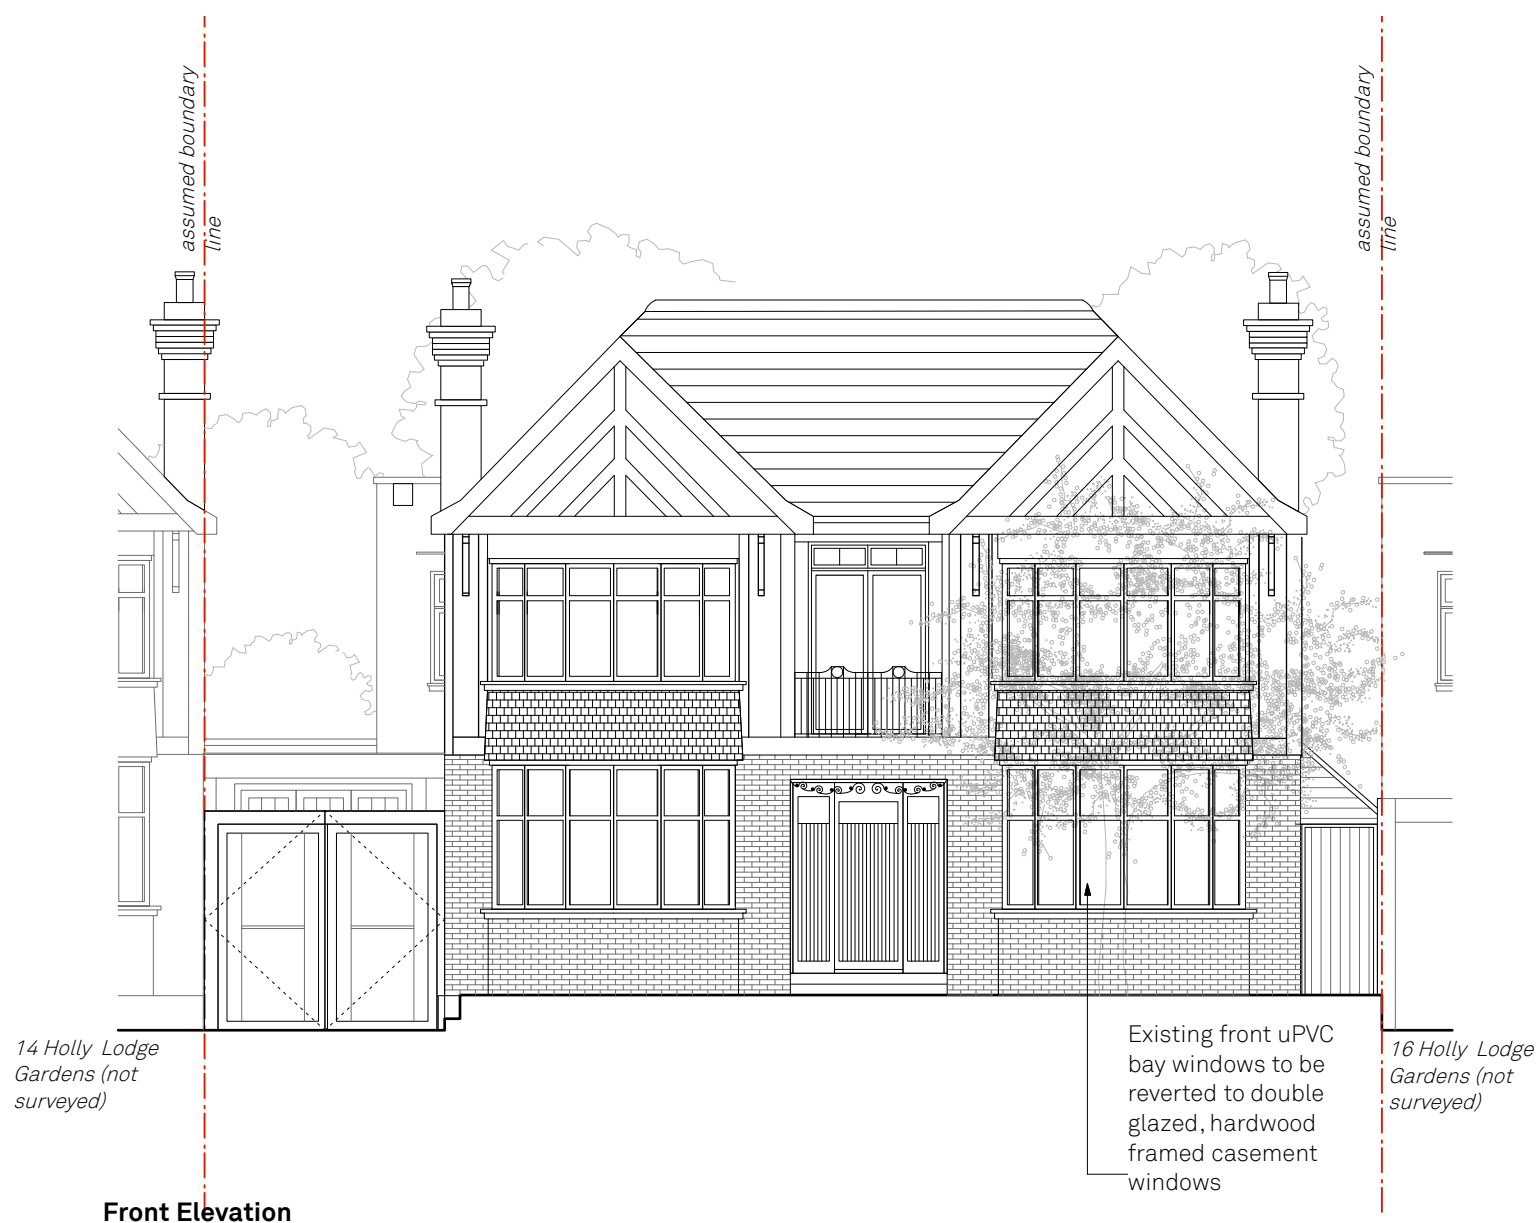 assumed boundary
line
assumed boundary
line
14 Holly Lodge
Gardens (not
surveyed)
Existing front uPVC
bay windows to be
reverted to double
glazed, hardwood
framed casement
windows
16 Holly Lodge
Gardens (not
surveyed)
Front Elevation